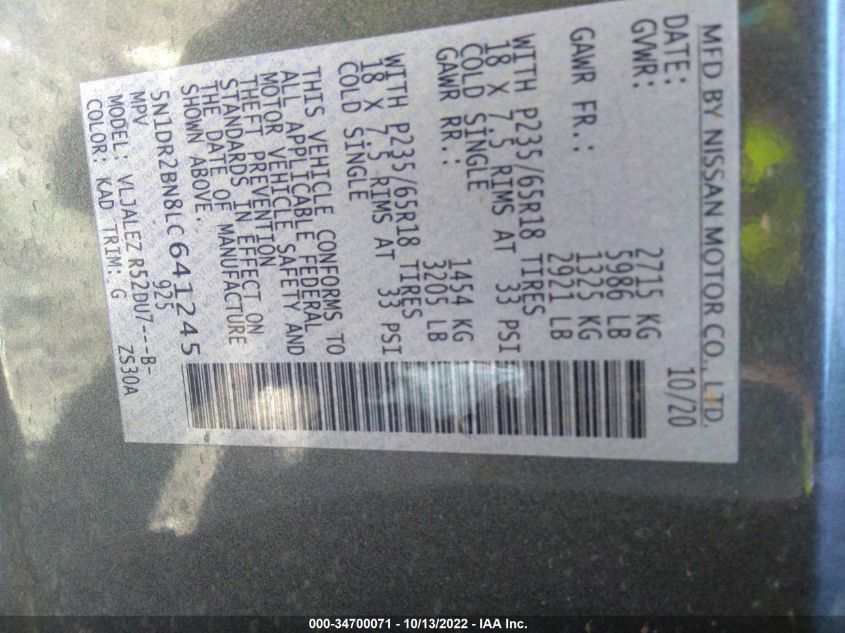 MFD BY NISSAN MOTOR CO., LTD.
DATE: 10/20
GVWR: 2715 KG
5986 LB
GAWR FR.: 1325 KG
2921 LB
WITH P235/65R18 TIRES
18 X 7.5 RIMS AT 33 PSI
COLD SINGLE
GAWR RR.: 1454 KG
3205 LB
WITH P235/65R18 TIRES
18 X 7.5 RIMS AT 33 PSI
COLD SINGLE
THIS VEHICLE CONFORMS TO
ALL APPLICABLE FEDERAL
MOTOR VEHICLE SAFETY AND
THEFT PREVENTION
STANDARDS IN EFFECT ON
THE DATE OF MANUFACTURE
SHOWN ABOVE.
5N1DR2BN8LC641245
MPV 925
MODEL: VLJALEZ R52DU7---B-
COLOR: KAD TRIM: G ZS30A
000-34700071 - 10/13/2022 - IAA Inc.